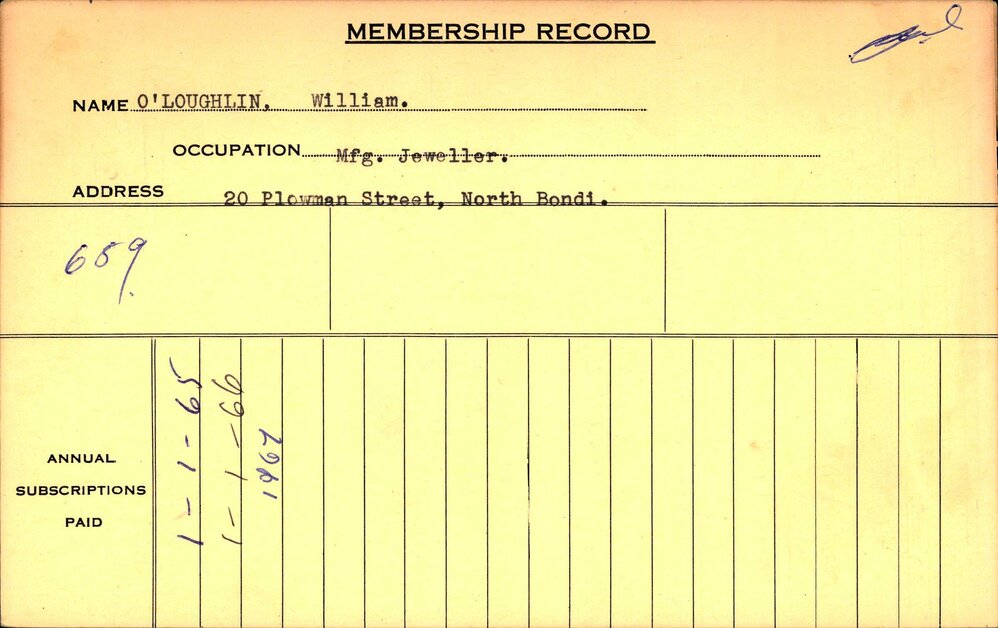 MEMBERSHIP RECORD
NAME O'LOUGHLIN, William.
OCCUPATION Mfg. Jeweller.
ADDRESS 20 Plowman Street, North Bondi.
659
ANNUAL
SUBSCRIPTIONS
PAID
1-1-65
1-1-66
1967